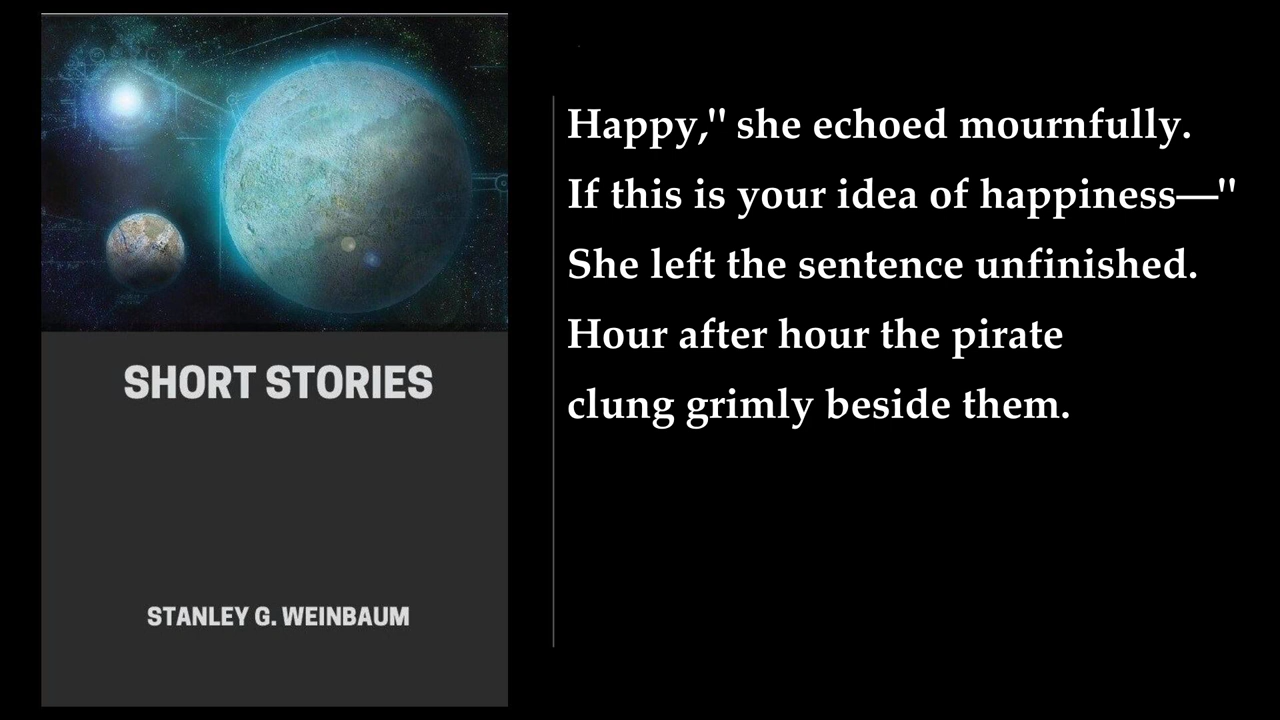 SHORT STORIES
STANLEY G. WEINBAUM
Happy," she echoed mournfully.
If this is your idea of happiness—"
She left the sentence unfinished.
Hour after hour the pirate
clung grimly beside them.